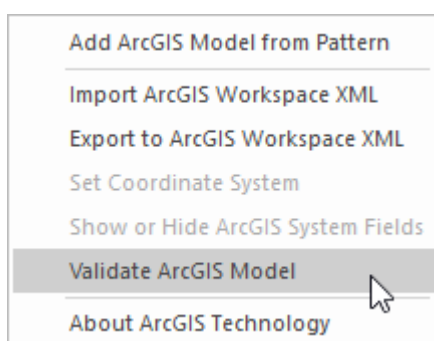 Add ArcGIS Model from Pattern
Import ArcGIS Workspace XML
Export to ArcGIS Workspace XML
Set Coordinate System
Show or Hide ArcGIS System Fields
Validate ArcGIS Model
About ArcGIS Technology